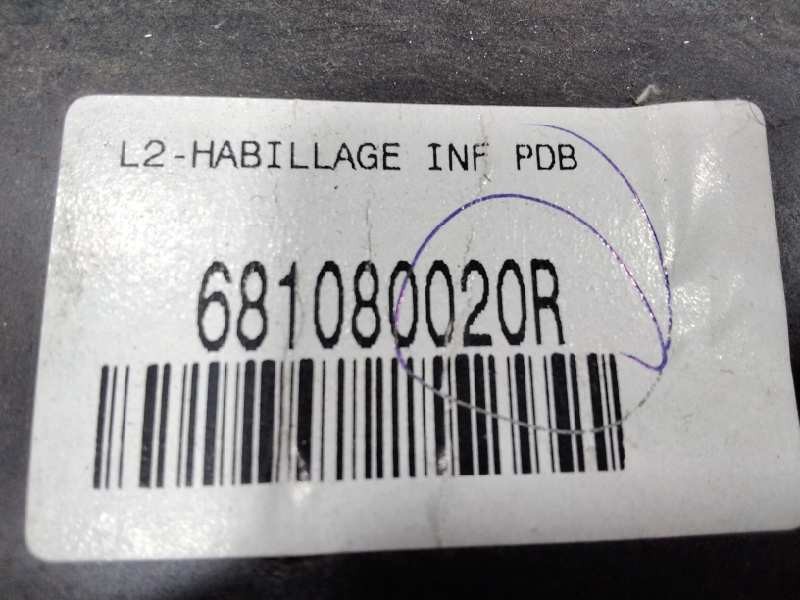 L2-HABILLAGE INF PDB
681080020R